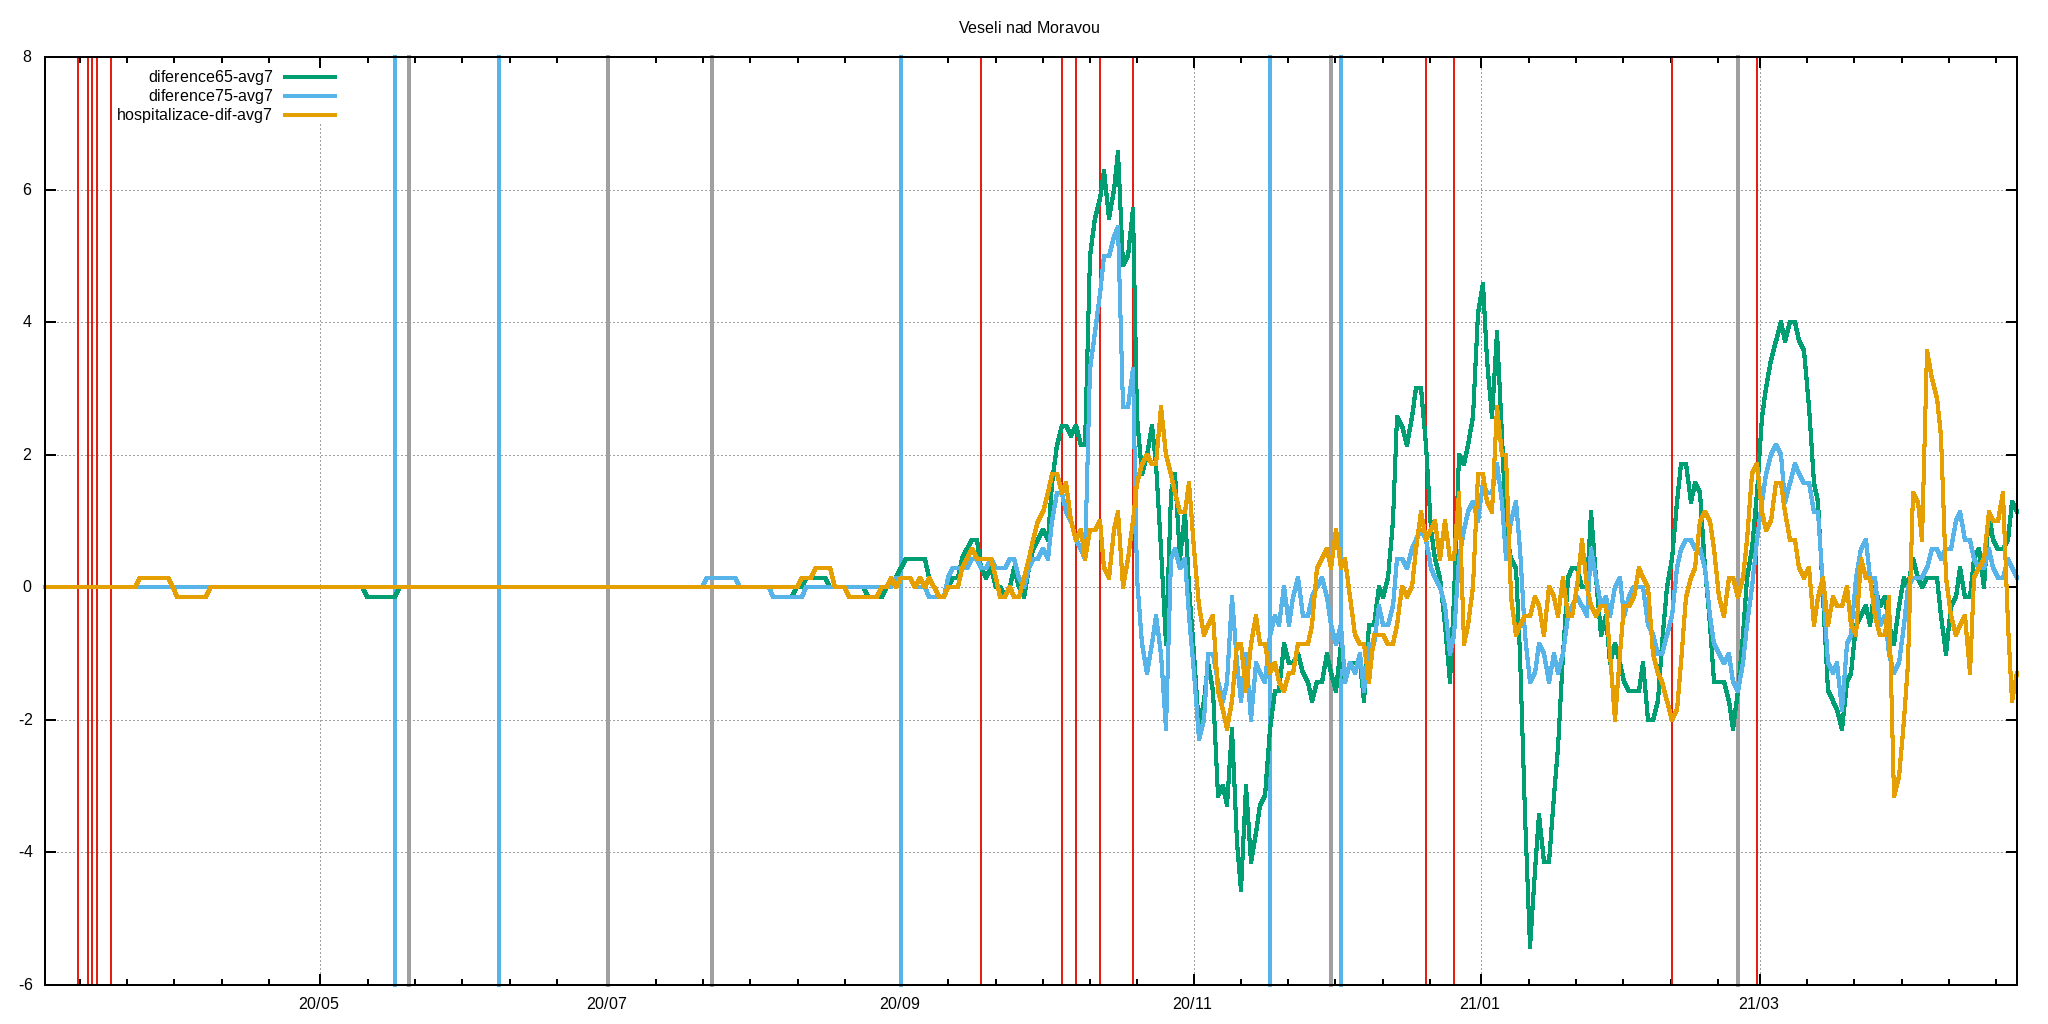 Veseli nad Moravou
8
diference65-avg7
diference75-avg7
hospitalizace-dif-avg7
6
4
2
0
-2
-4
-6
20/05 20/07 20/09 20/11 21/01 21/03